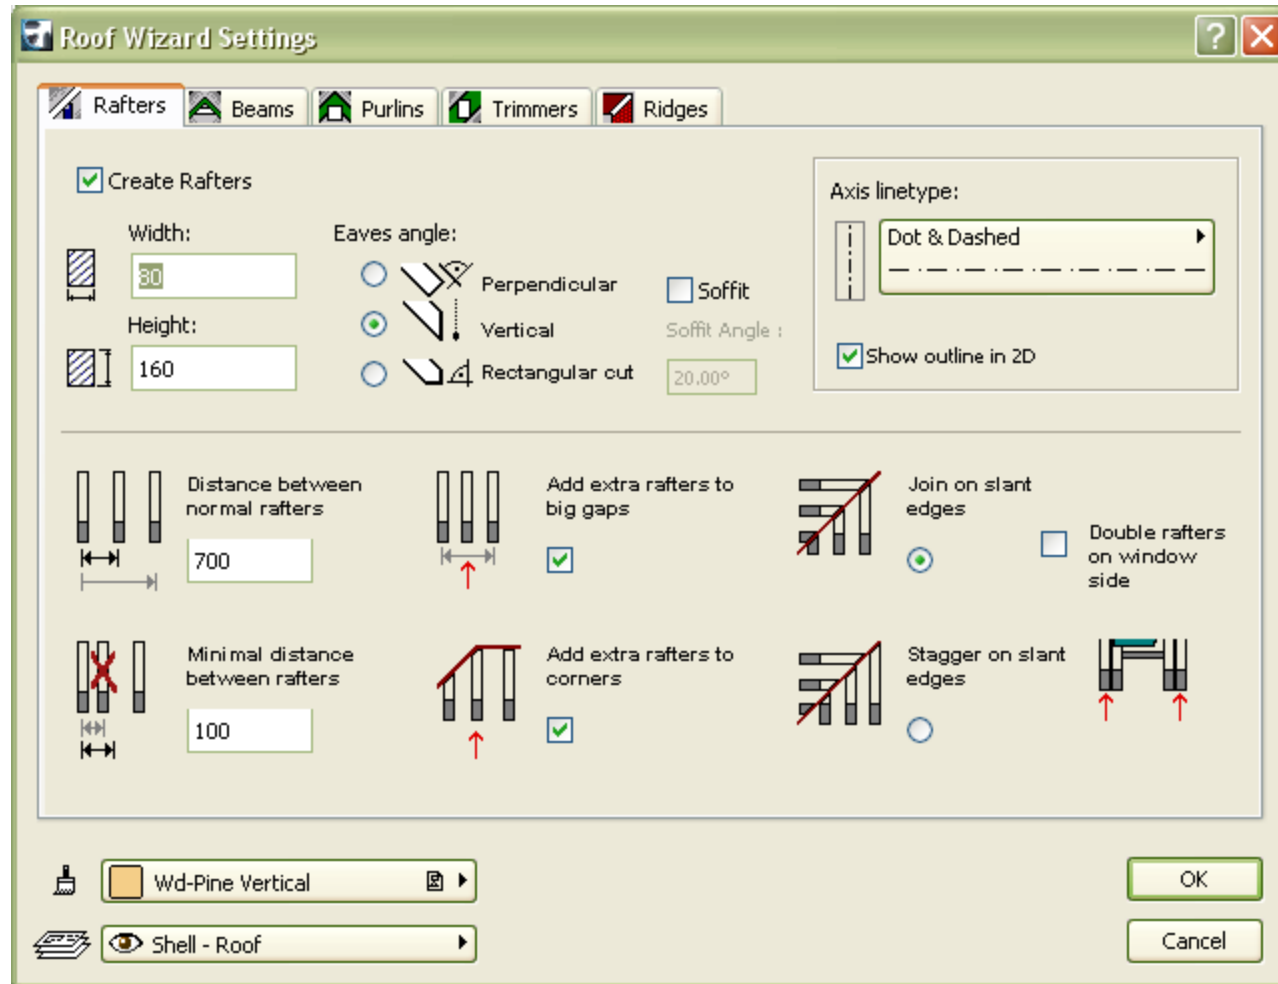 Roof Wizard Settings
Rafters
Beams
Purlins
Trimmers
Ridges
Create Rafters
Width:
80
Height:
160
Eaves angle:
Perpendicular
Vertical
Rectangular cut
Soffit
Soffit Angle :
20.00°
Axis linetype:
Dot & Dashed
Show outline in 2D
Distance between
normal rafters
700
Add extra rafters to
big gaps
Join on slant
edges
Double rafters
on window
side
Minimal distance
between rafters
100
Add extra rafters to
corners
Stagger on slant
edges
Wd-Pine Vertical
Shell - Roof
OK
Cancel